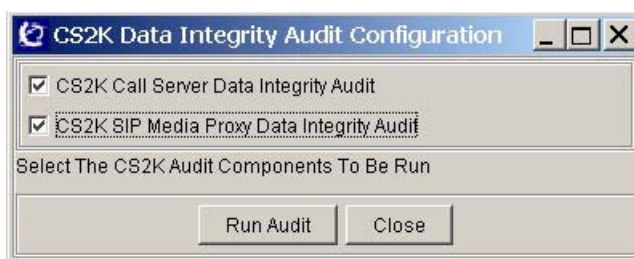 CS2K Data Integrity Audit Configuration
CS2K Call Server Data Integrity Audit
CS2K SIP Media Proxy Data Integrity Audit
Select The CS2K Audit Components To Be Run
Run Audit Close